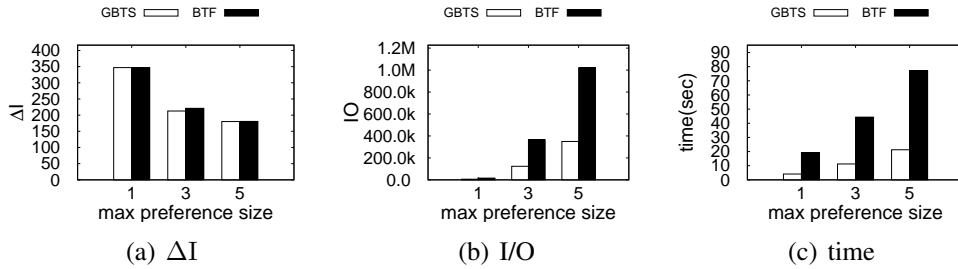 GBTS BTF
400
350
300
250
200
150
100
50
0
ΔI
1 3 5
max preference size
(a) ΔI
GBTS BTF
1.2M
1.0M
800.0k
600.0k
400.0k
200.0k
0.0
IO
1 3 5
max preference size
(b) I/O
GBTS BTF
90
80
70
60
50
40
30
20
10
0
time(sec)
1 3 5
max preference size
(c) time